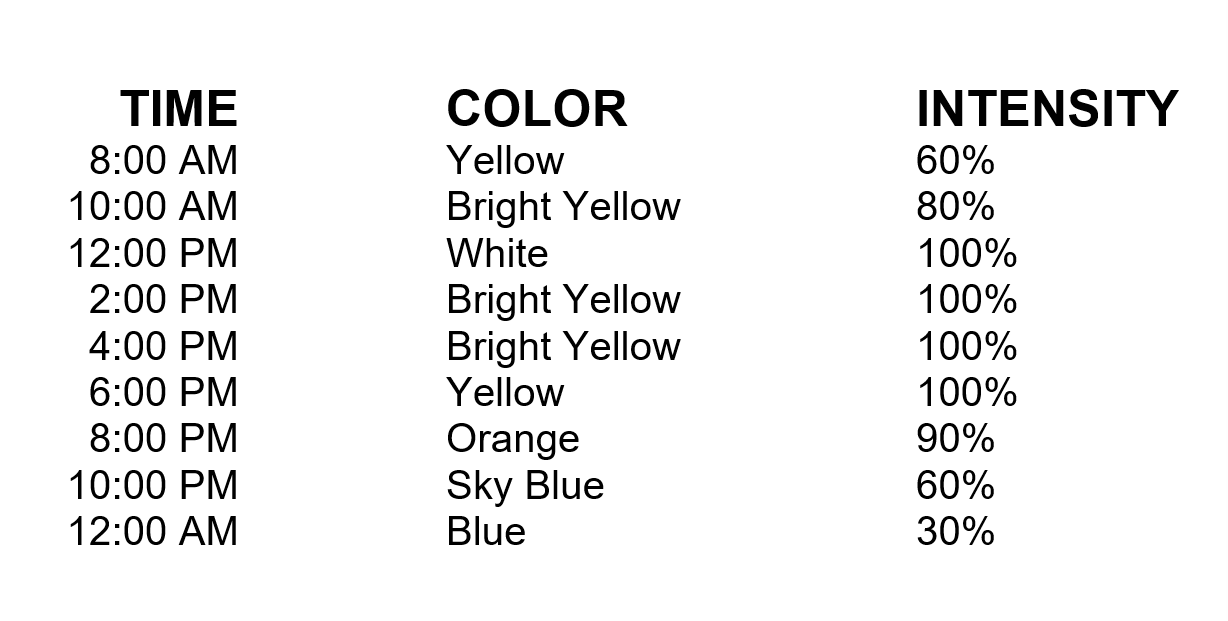 TIME COLOR INTENSITY
8:00 AM Yellow 60%
10:00 AM Bright Yellow 80%
12:00 PM White 100%
2:00 PM Bright Yellow 100%
4:00 PM Bright Yellow 100%
6:00 PM Yellow 100%
8:00 PM Orange 90%
10:00 PM Sky Blue 60%
12:00 AM Blue 30%